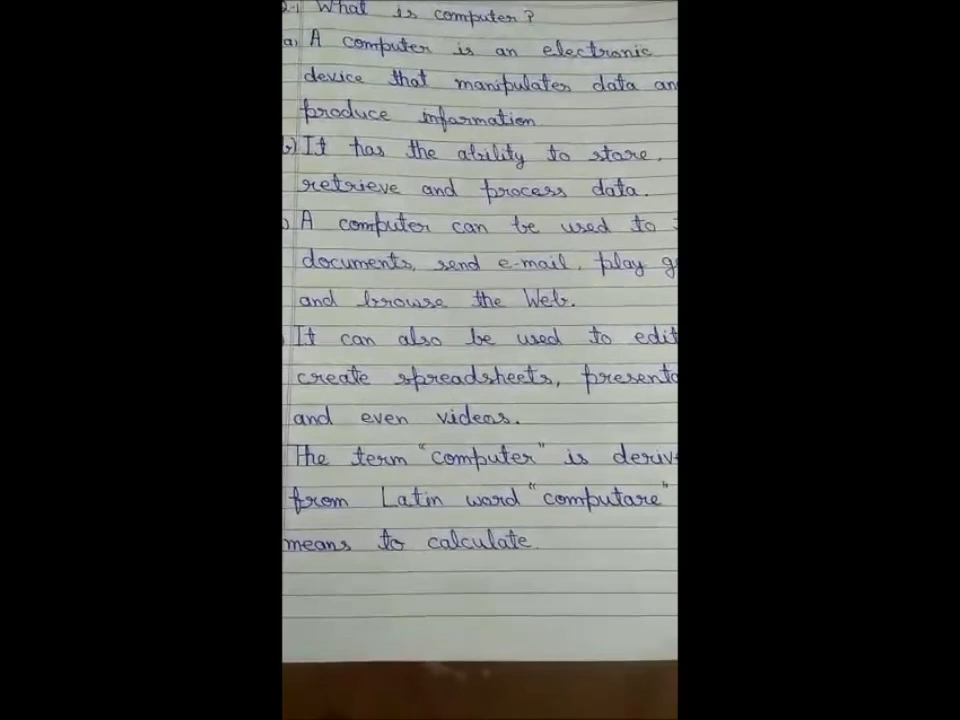 What is computer?
a) A computer is an electronic
device that manipulates data an
produce information
b) It has the ability to store,
retrieve and process data.
) A computer can be used to
documents, send e-mail, play g
and browse the Web.
It can also be used to edit
create spreadsheets, presenta
and even videos.
The term "computer" is deriv
from Latin word "computare"
means to calculate.